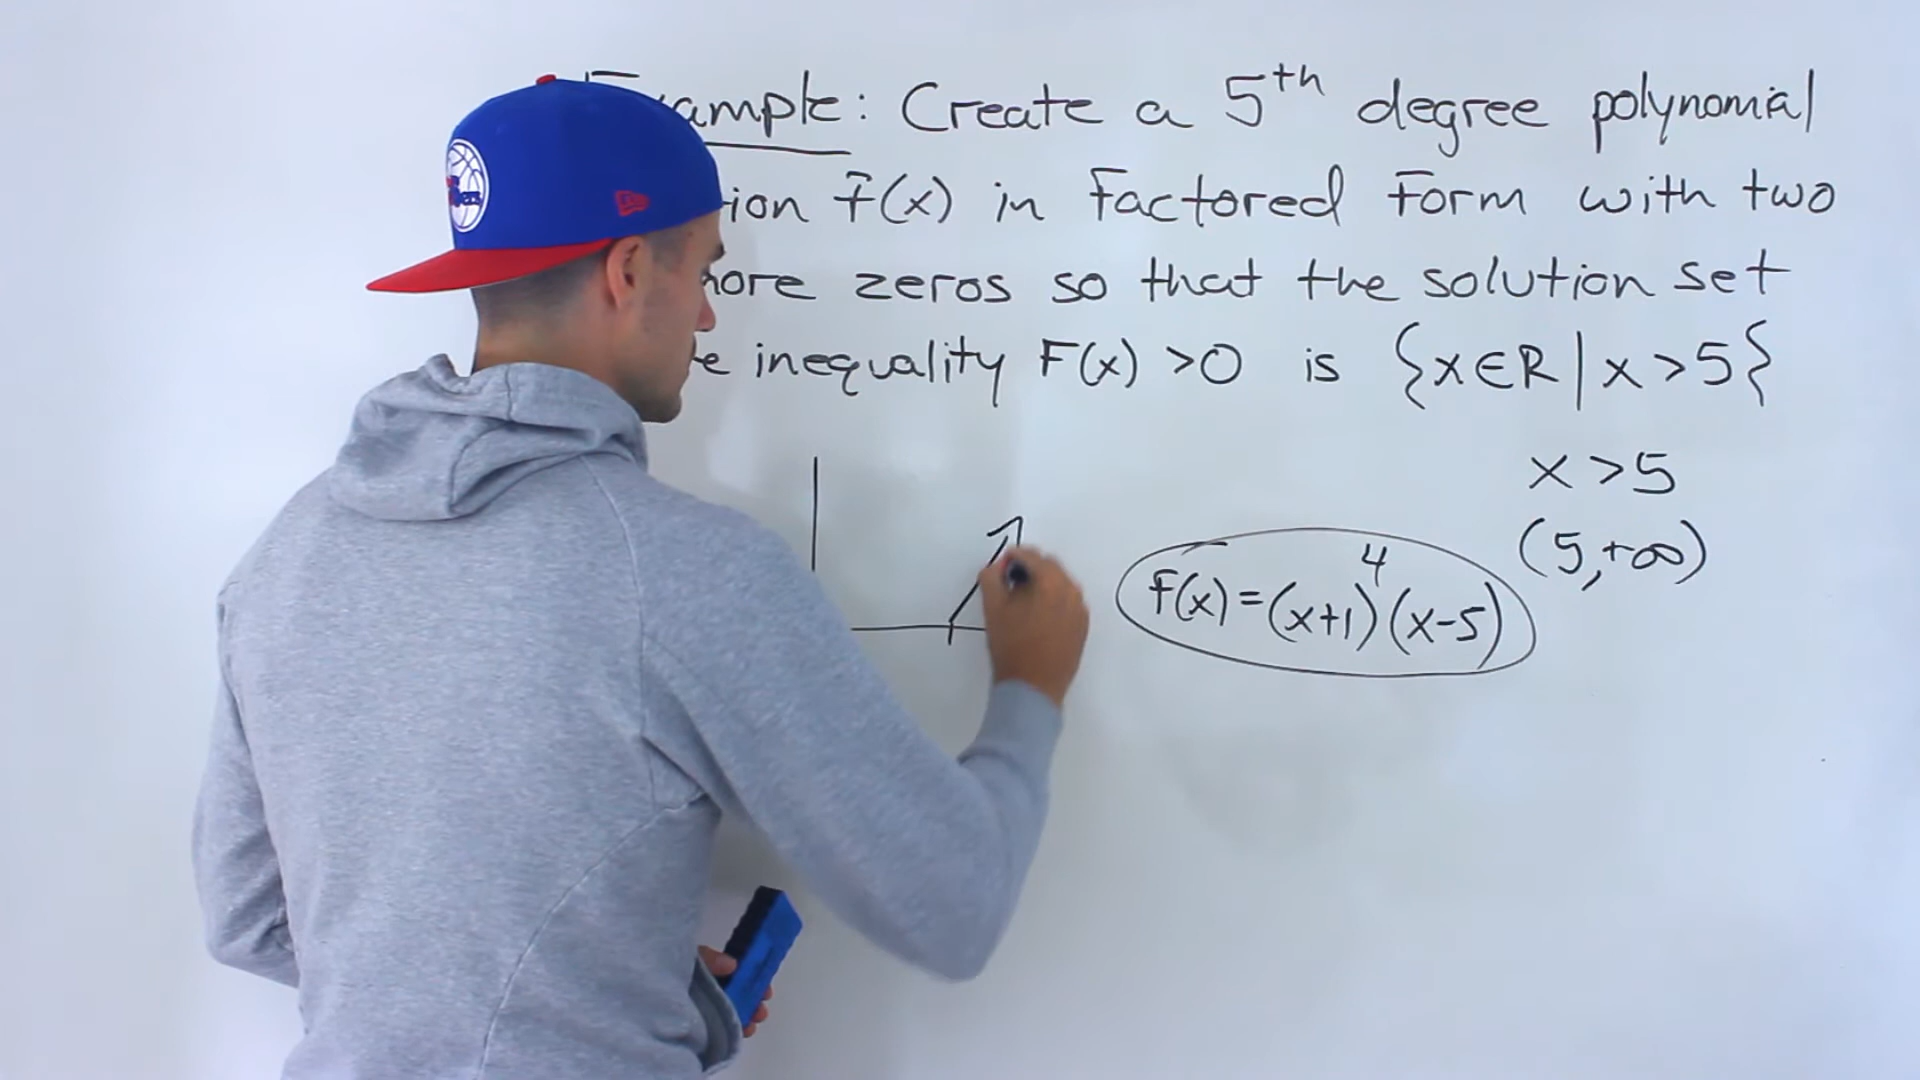 ample: Create a 5th degree polynomial
ion f(x) in factored form with two
more zeros so that the solution set
e inequality F(x) >0 is {x∈R | x>5}
x >5
(5,+∞)
f(x)=(x+1)^4(x-5)